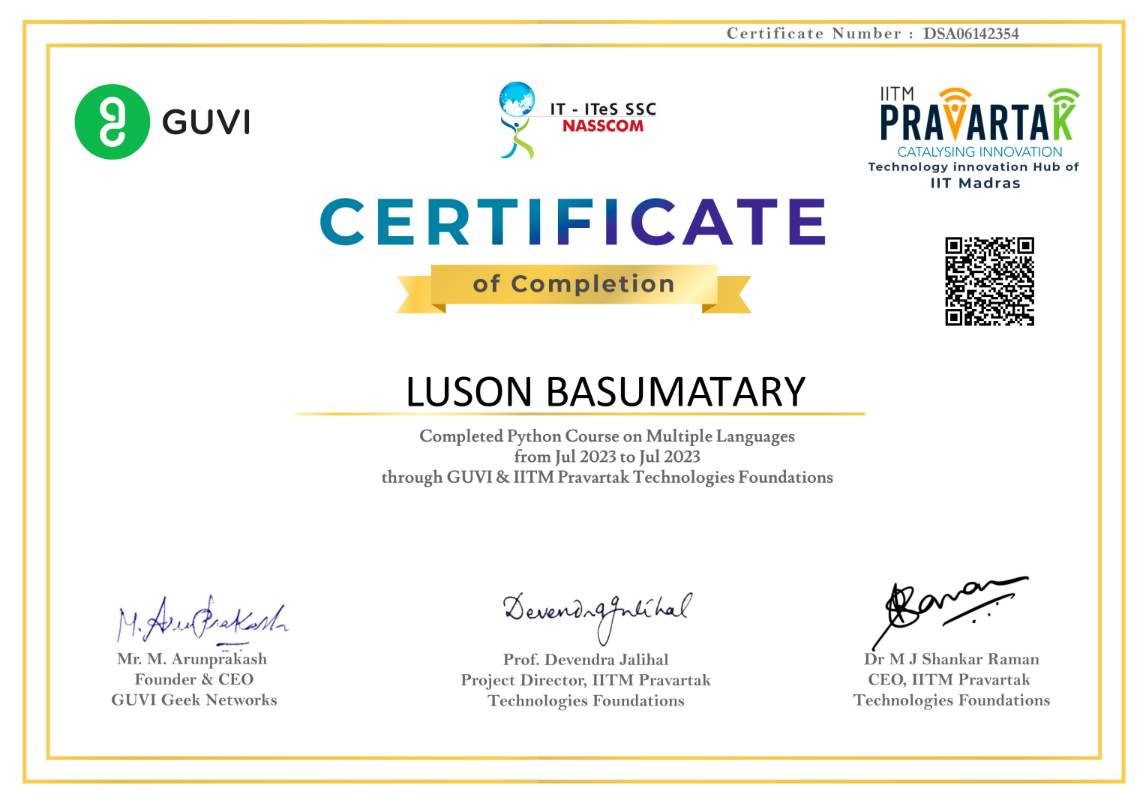 Certificate Number : DSA06142354
GUVI
IT - ITeS SSC
NASSCOM
IITM
PRAVARTAK
CATALYSING INNOVATION
Technology innovation Hub of
IIT Madras
CERTIFICATE
of Completion
LUSON BASUMATARY
Completed Python Course on Multiple Languages
from Jul 2023 to Jul 2023
through GUVI & IITM Pravartak Technologies Foundations
M. ArunPrakash
Devendra Jalihal
Raman
Mr. M. Arunprakash
Founder & CEO
GUVI Geek Networks
Prof. Devendra Jalihal
Project Director, IITM Pravartak
Technologies Foundations
Dr M J Shankar Raman
CEO, IITM Pravartak
Technologies Foundations